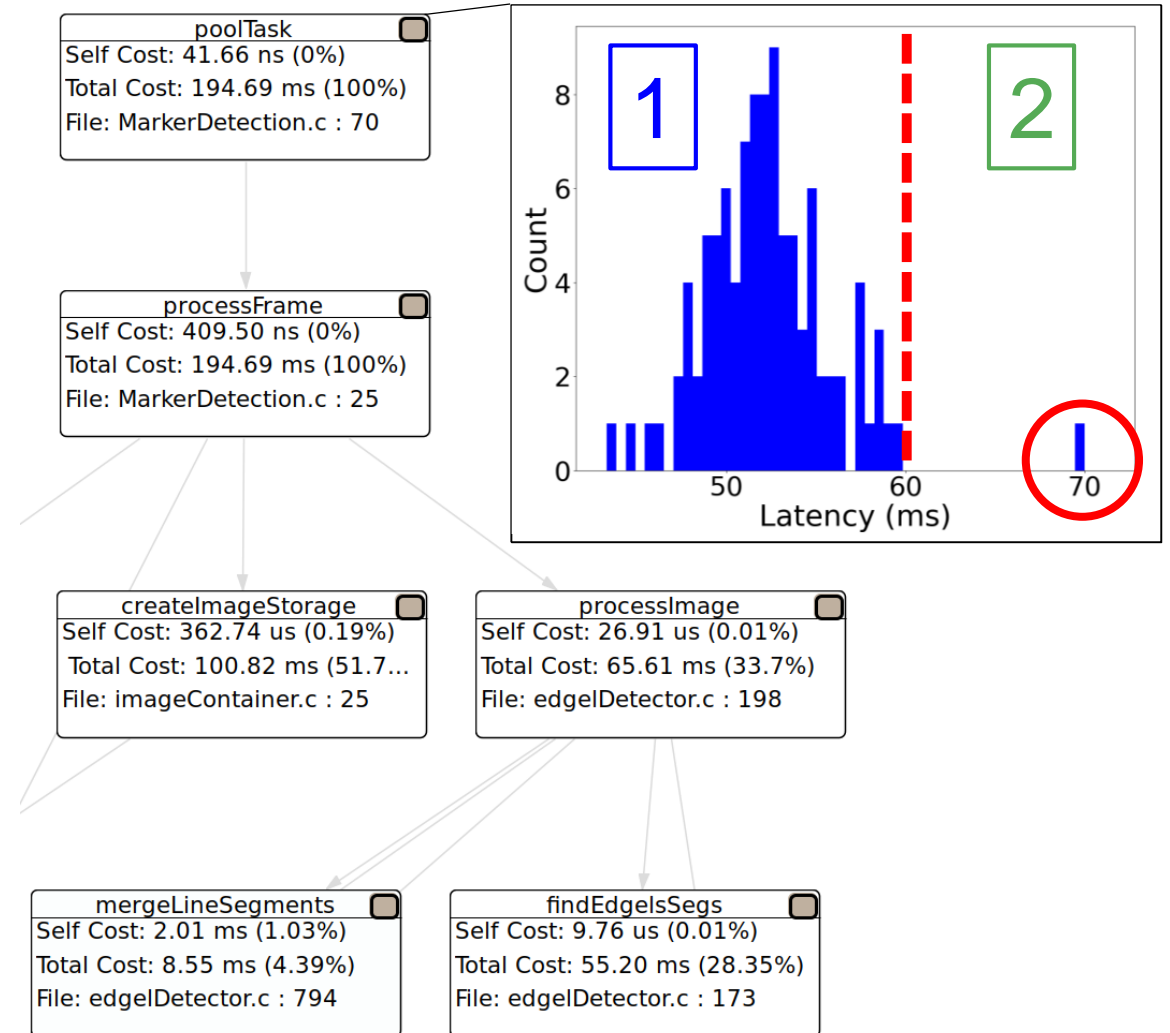 poolTask
Self Cost: 41.66 ns (0%)
Total Cost: 194.69 ms (100%)
File: MarkerDetection.c : 70
1
2
8
6
4
2
0
Count
50
60
70
Latency (ms)
processFrame
Self Cost: 409.50 ns (0%)
Total Cost: 194.69 ms (100%)
File: MarkerDetection.c : 25
createImageStorage
Self Cost: 362.74 us (0.19%)
Total Cost: 100.82 ms (51.7...
File: imageContainer.c : 25
processImage
Self Cost: 26.91 us (0.01%)
Total Cost: 65.61 ms (33.7%)
File: edgelDetector.c : 198
mergeLineSegments
Self Cost: 2.01 ms (1.03%)
Total Cost: 8.55 ms (4.39%)
File: edgelDetector.c : 794
findEdgelsSegs
Self Cost: 9.76 us (0.01%)
Total Cost: 55.20 ms (28.35%)
File: edgelDetector.c : 173